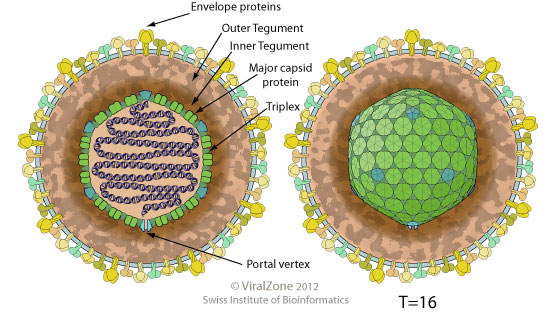 Envelope proteins
Outer Tegument
Inner Tegument
Major capsid
protein
Triplex
Portal vertex
© ViralZone 2012
Swiss Institute of Bioinformatics
T=16